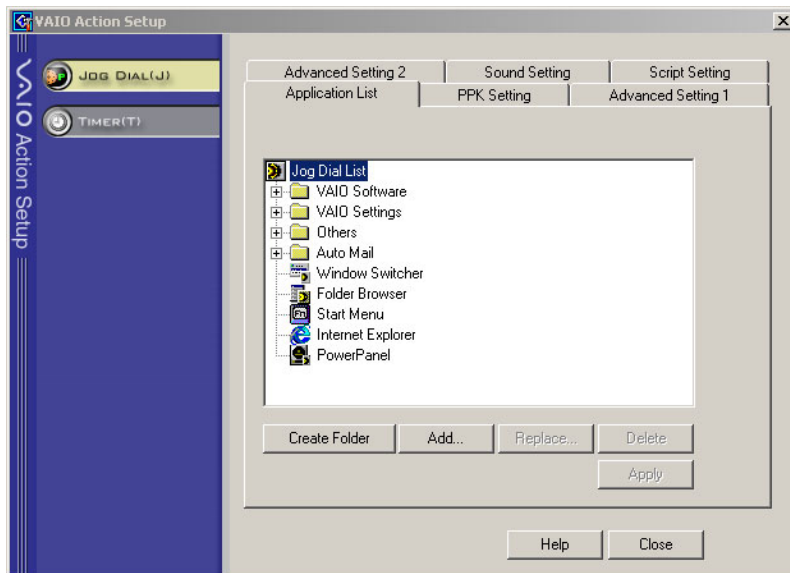 VAIO Action Setup
VAIO Action Setup
JOG DIAL(J)
TIMER(T)
Advanced Setting 2
Sound Setting
Script Setting
Application List
PPK Setting
Advanced Setting 1
Jog Dial List
VAIO Software
VAIO Settings
Others
Auto Mail
Window Switcher
Folder Browser
Fn
Start Menu
Internet Explorer
PowerPanel
Create Folder
Add...
Replace...
Delete
Apply
Help
Close